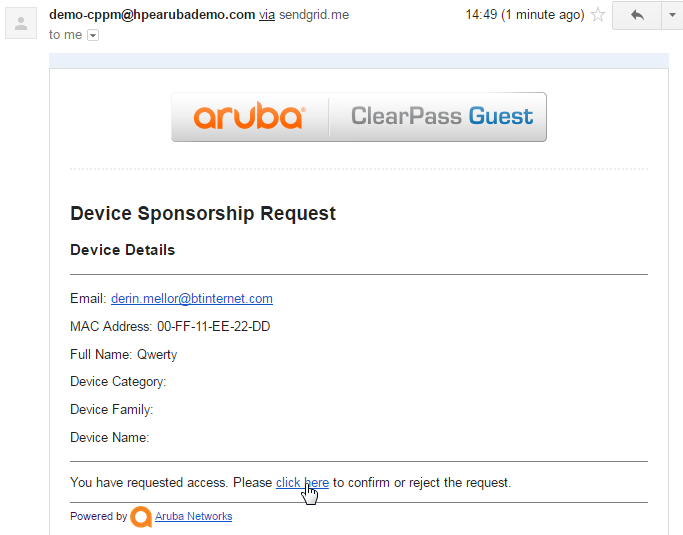 demo-cppm@hpearubademo.com via sendgrid.me 14:49 (1 minute ago)
to me
aruba ClearPass Guest
Device Sponsorship Request
Device Details
Email: derin.mellor@btinternet.com
MAC Address: 00-FF-11-EE-22-DD
Full Name: Qwerty
Device Category:
Device Family:
Device Name:
You have requested access. Please click here to confirm or reject the request.
Powered by Aruba Networks